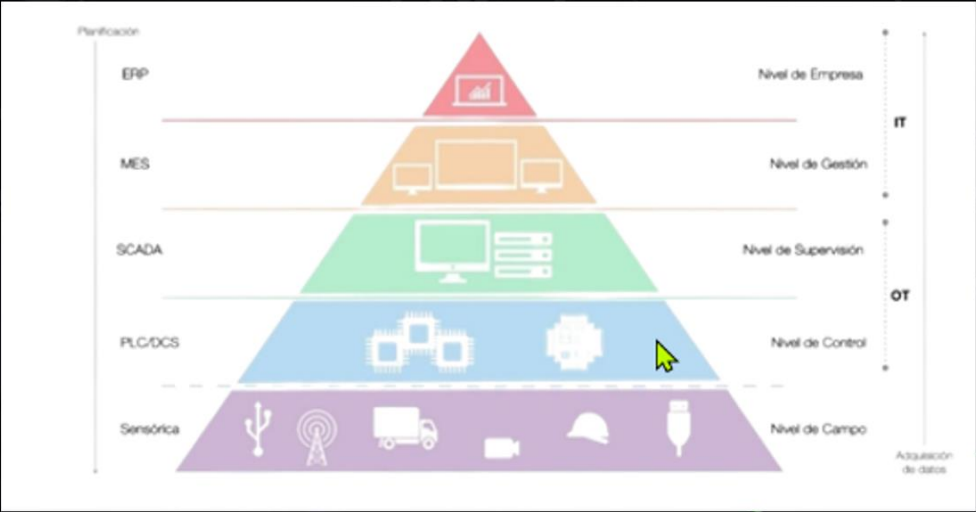 Planificación
ERP
Nivel de Empresa
IT
MES
Nivel de Gestión
SCADA
Nivel de Supervisión
OT
PLC/DCS
Nivel de Control
Sensórica
Nivel de Campo
Adquisición
de datos